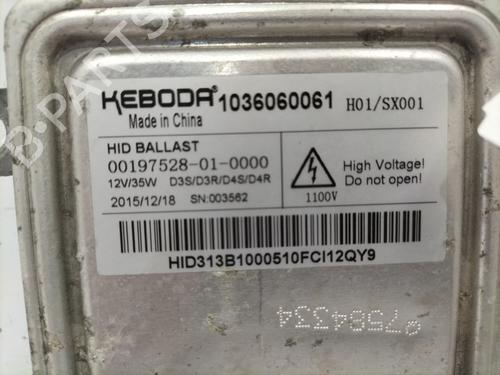 B-PARTS
KEBODA 1036060061 H01/SX001
Made in China
HID BALLAST
00197528-01-0000
12V/35W D3S/D3R/D4S/D4R
2015/12/18 SN:003562
High Voltage!
Do not open!
1100V
HID313B1000510FCI12QY9
97584334